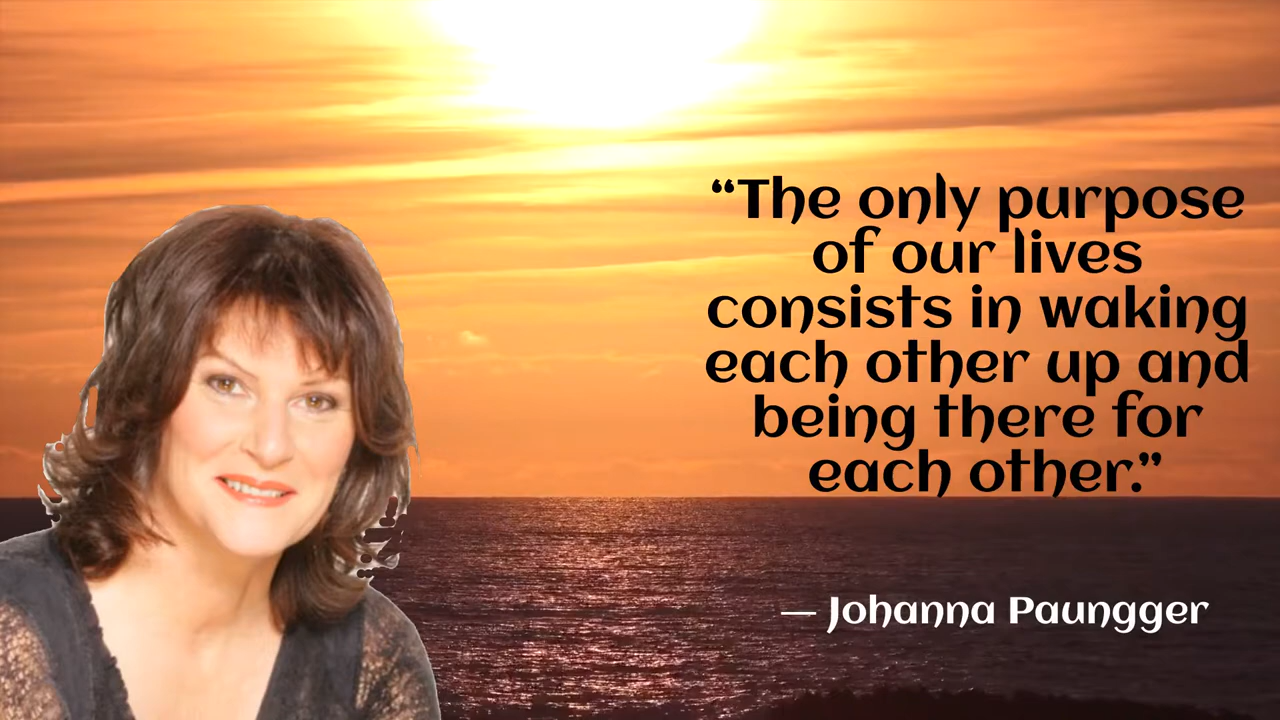 “The only purpose
of our lives
consists in waking
each other up and
being there for
each other.”
— Johanna Paungger